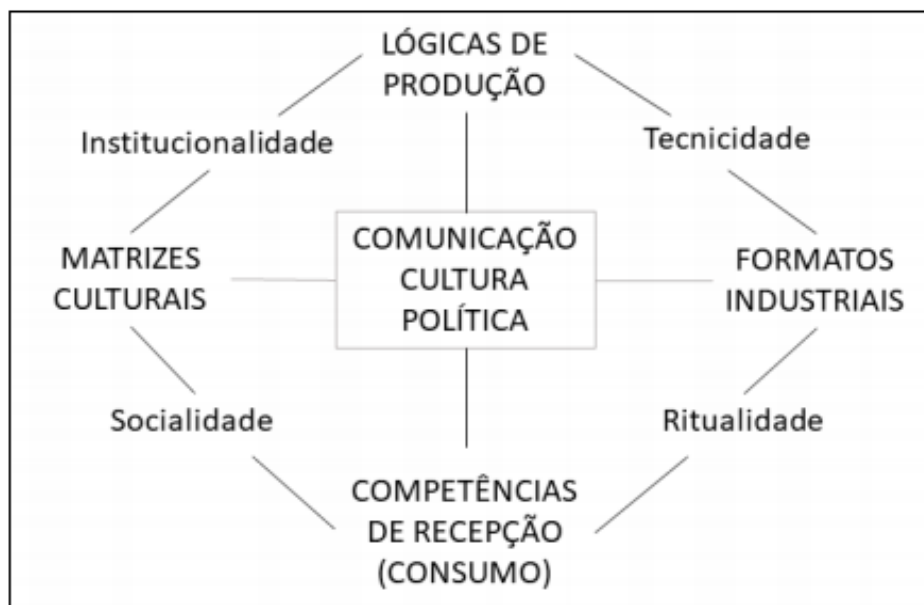 LÓGICAS DE
PRODUÇÃO
Institucionalidade
Tecnicidade
MATRIZES
CULTURAIS
COMUNICAÇÃO
CULTURA
POLÍTICA
FORMATOS
INDUSTRIAIS
Socialidade
Ritualidade
COMPETÊNCIAS
DE RECEPÇÃO
(CONSUMO)